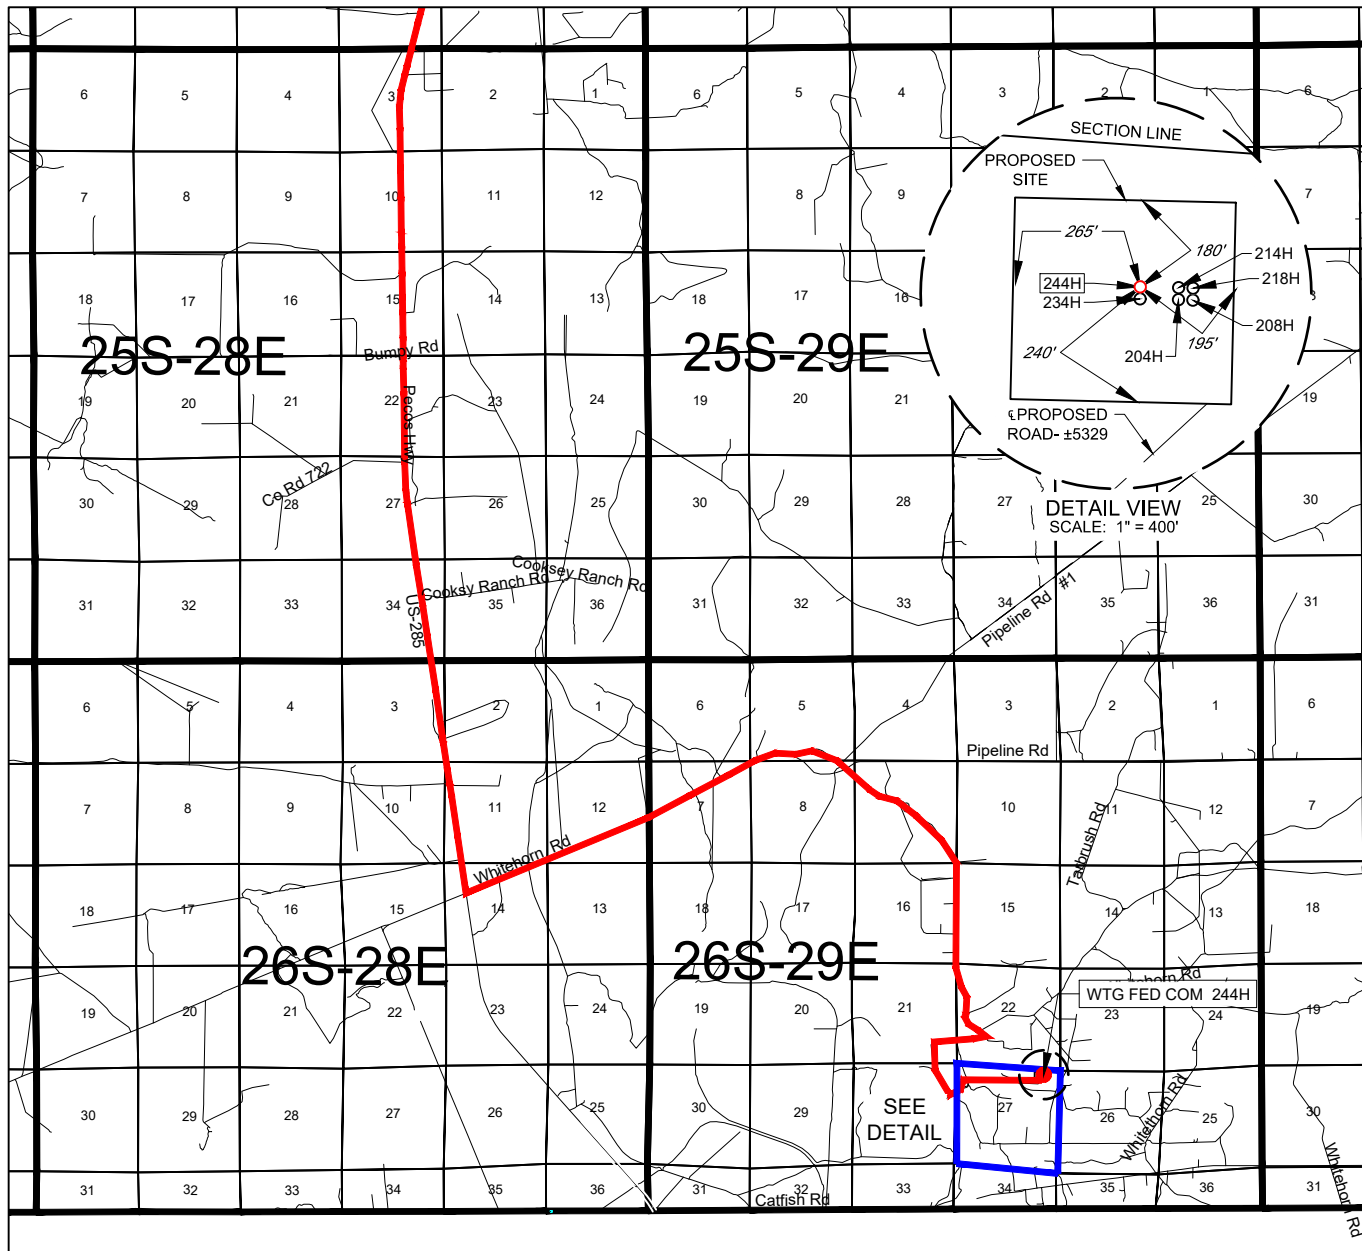 6 5 4 3 2 1 6 5 4 3 2 1 6
SECTION LINE
PROPOSED
SITE
7 8 9 10 11 12 8 9 7
265'
180'
214H
244H
218H
234H
208H
204H
195'
240'
18 17 16 15 14 13 18 17 16
25S-28E
Bumpy Rd
25S-29E
19 20 21 22 23 24 19 20 21 19
Pecos Hwy
℄PROPOSED
ROAD- ±5329
Co Rd 722
30 29 28 27 26 25 30 29 28 27 25 30
DETAIL VIEW
SCALE: 1" = 400'
Cooksy Ranch Rd
Cooksey Ranch Rd
31 32 33 34 35 36 31 32 33 34 35 36 31
US-285
Pipeline Rd #1
6 5 4 3 2 1 6 5 4 3 2 1 6
Pipeline Rd
7 8 9 10 11 12 7 8 10 11 12 7
Tarbrush Rd
Whitehorn Rd
18 17 16 15 14 13 18 17 16 15 14 13 18
26S-28E
26S-29E
Rd
WTG FED COM 244H
19 20 21 22 23 24 19 20 21 22 23 24 19
SEE
DETAIL
30 29 28 27 26 25 30 29 27 26 25 30
Whitethorn Rd
Whitehorn Rd
31 32 33 34 35 36 31 32 33 34 35 36 31
Catfish Rd